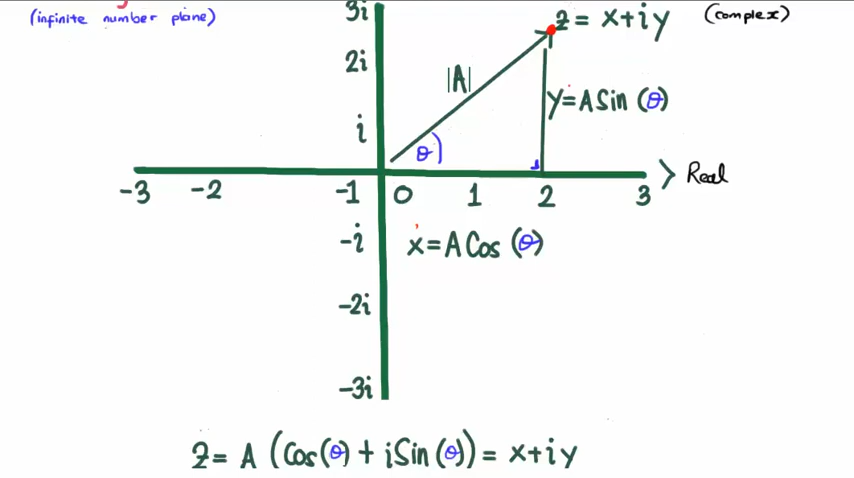 3i
z = x+iy (complex)
(infinite number plane)
2i
|A|
y=ASin (θ)
i
θ
Real
-3 -2 -1 0 1 2 3
-i
x=ACos (θ)
-2i
-3i
z= A (Cos(θ) + iSin(θ)) = x+iy